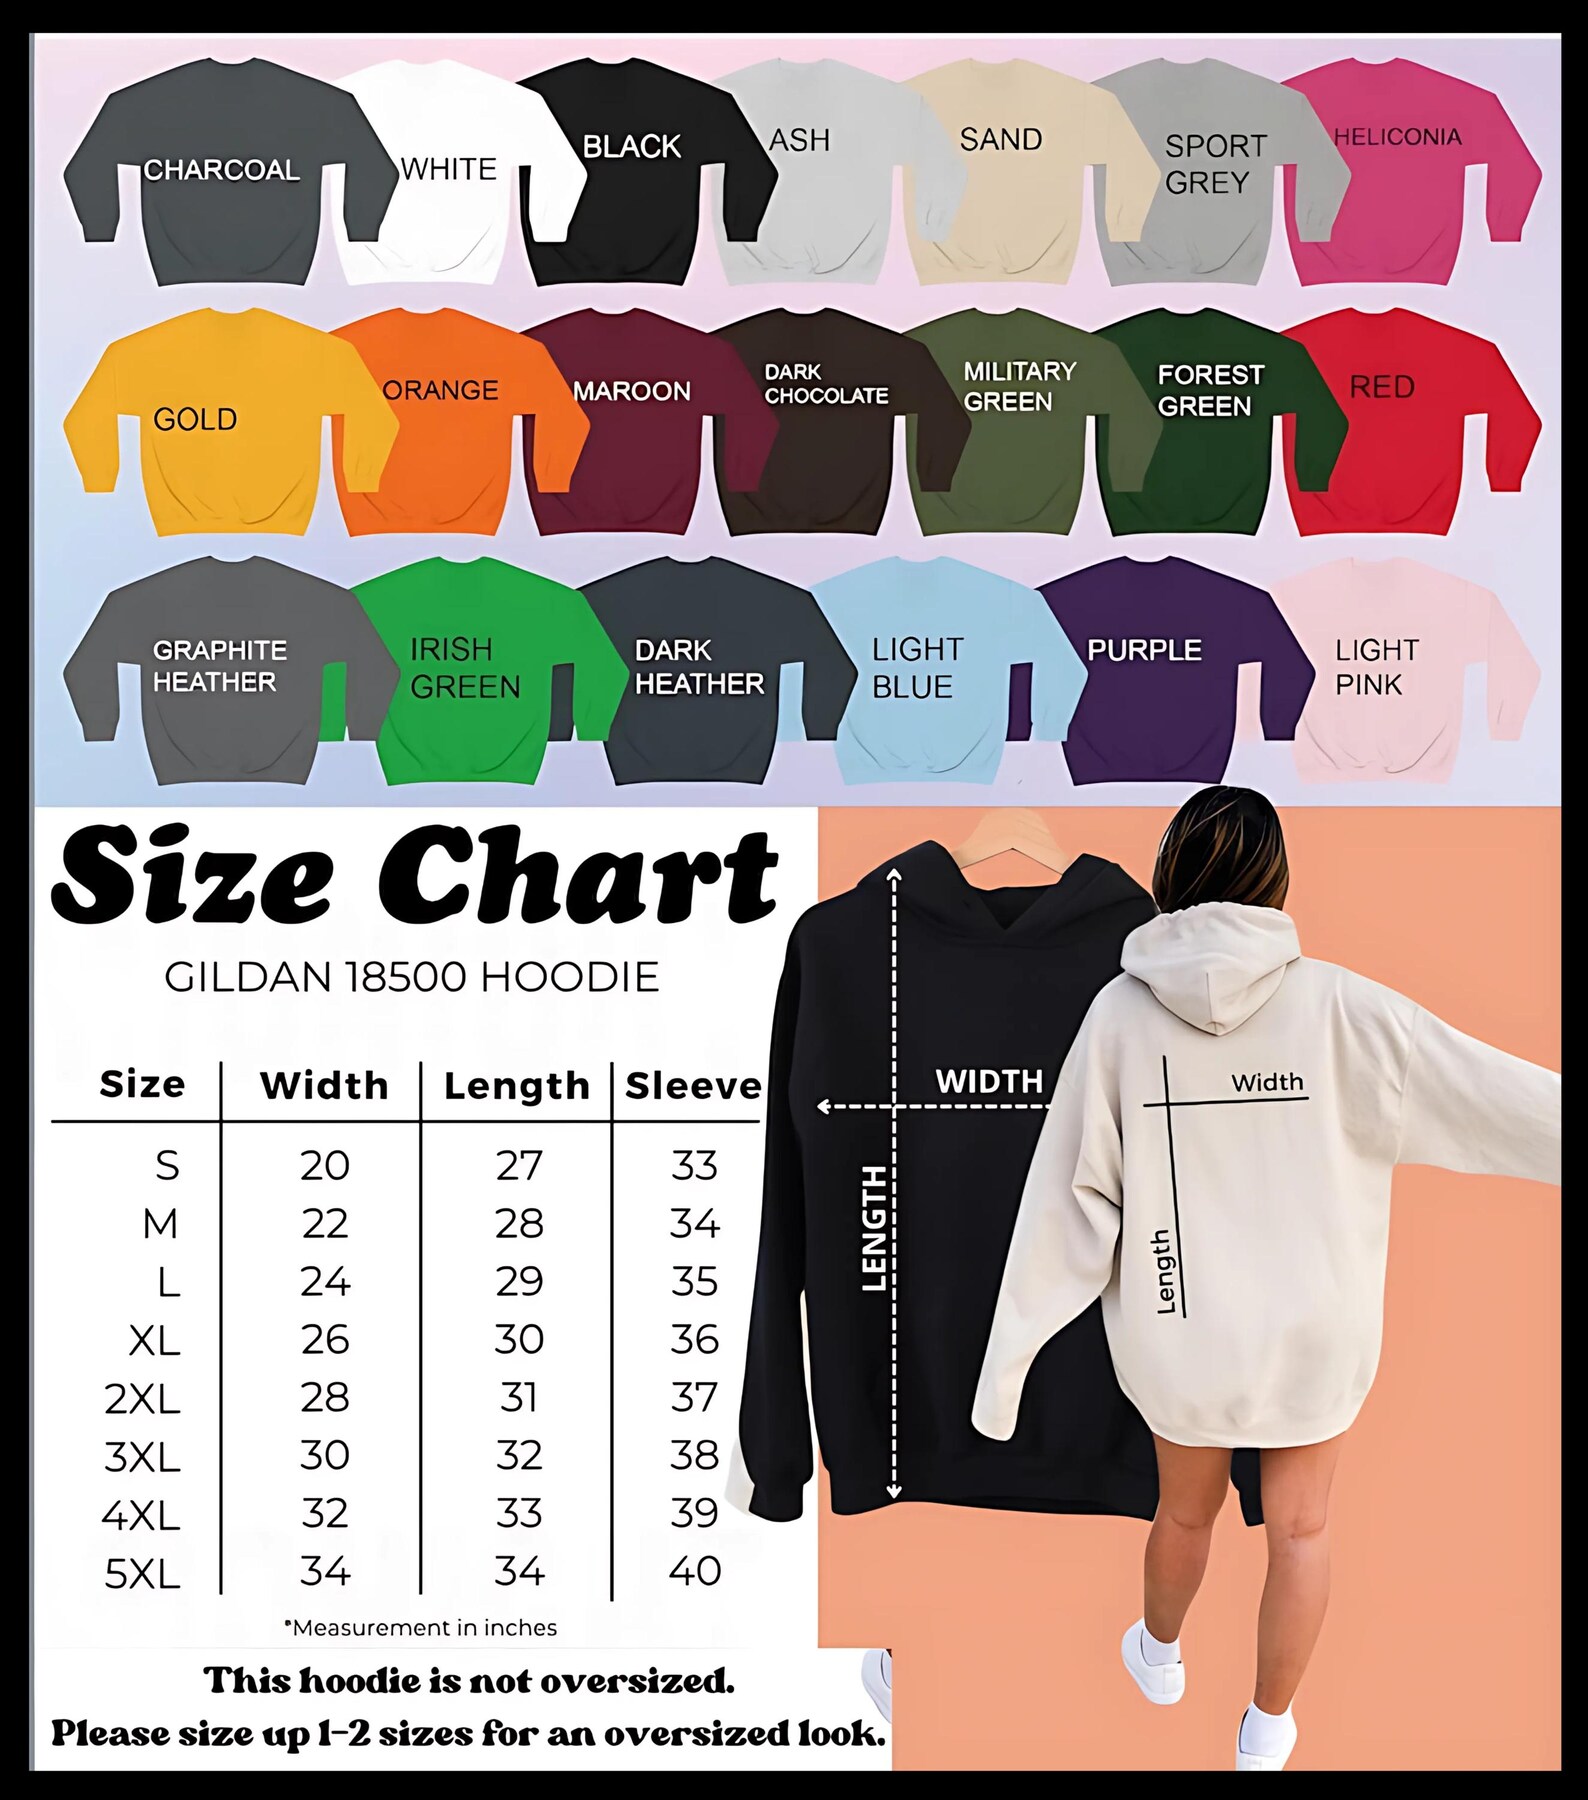 CHARCOAL
WHITE
BLACK
ASH
SAND
SPORT
GREY
HELICONIA
GOLD
ORANGE
MAROON
DARK
CHOCOLATE
MILITARY
GREEN
FOREST
GREEN
RED
GRAPHITE
HEATHER
IRISH
GREEN
DARK
HEATHER
LIGHT
BLUE
PURPLE
LIGHT
PINK
Size Chart
GILDAN 18500 HOODIE
Size Width Length Sleeve
S 20 27 33
M 22 28 34
L 24 29 35
XL 26 30 36
2XL 28 31 37
3XL 30 32 38
4XL 32 33 39
5XL 34 34 40
*Measurement in inches
This hoodie is not oversized.
Please size up 1-2 sizes for an oversized look.
WIDTH
LENGTH
Width
Length